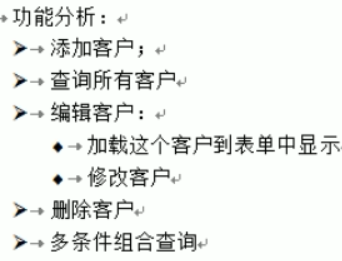 功能分析：
添加客户；
查询所有客户
编辑客户：
加载这个客户到表单中显示
修改客户
删除客户
多条件组合查询